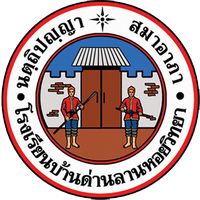 นตฺถิปญฺญา สมาอาภา
โรงเรียนบ้านด่านลานหอยวิทยา